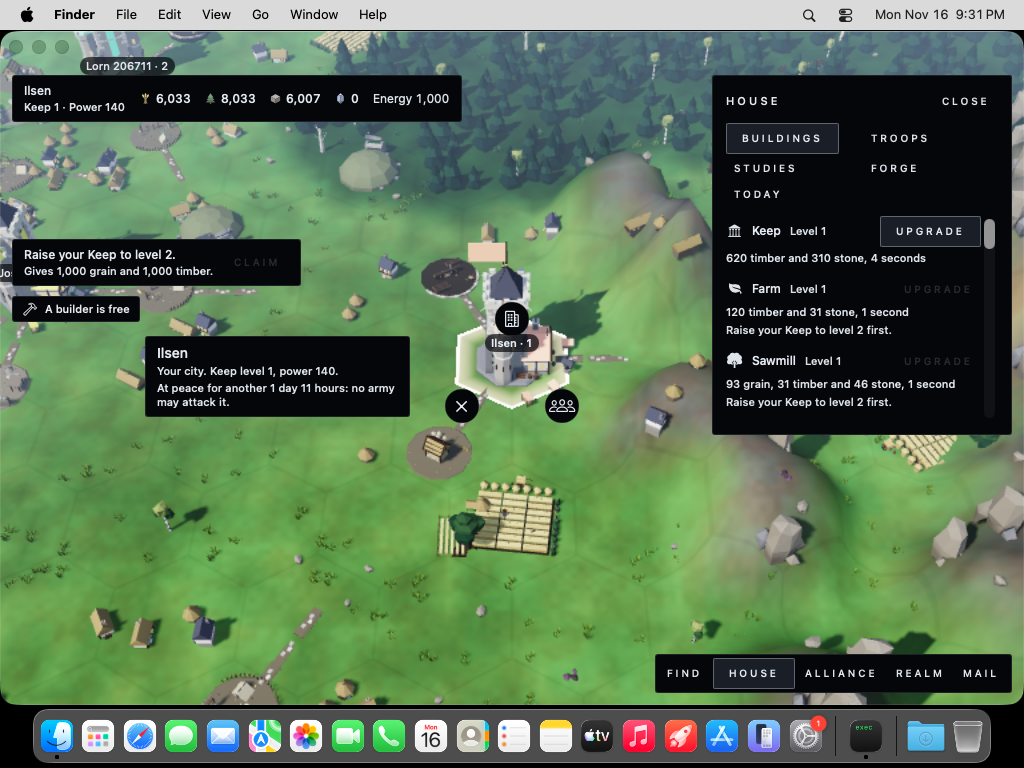 Finder File Edit View Go Window Help Mon Nov 16 9:31 PM
Lorn 206711 · 2
Ilsen
Keep 1 · Power 140
6,033 8,033 6,007 0 Energy 1,000
Raise your Keep to level 2.
Gives 1,000 grain and 1,000 timber.
CLAIM
A builder is free
Ilsen
Your city. Keep level 1, power 140.
At peace for another 1 day 11 hours: no army
may attack it.
Ilsen · 1
HOUSE CLOSE
BUILDINGS TROOPS
STUDIES FORGE
TODAY
Keep Level 1 UPGRADE
620 timber and 310 stone, 4 seconds
Farm Level 1 UPGRADE
120 timber and 31 stone, 1 second
Raise your Keep to level 2 first.
Sawmill Level 1 UPGRADE
93 grain, 31 timber and 46 stone, 1 second
Raise your Keep to level 2 first.
FIND HOUSE ALLIANCE REALM MAIL
Mon
16
tv
1
exec